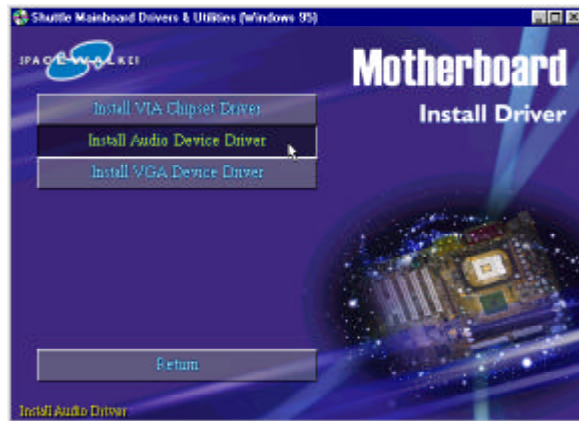 Shuttle Mainboard Drivers & Utilities (Windows 95)
SPACEWALKER
Motherboard
Install Driver
Install VIA Chipset Driver
Install Audio Device Driver
Install VGA Device Driver
Return
Install Audio Driver